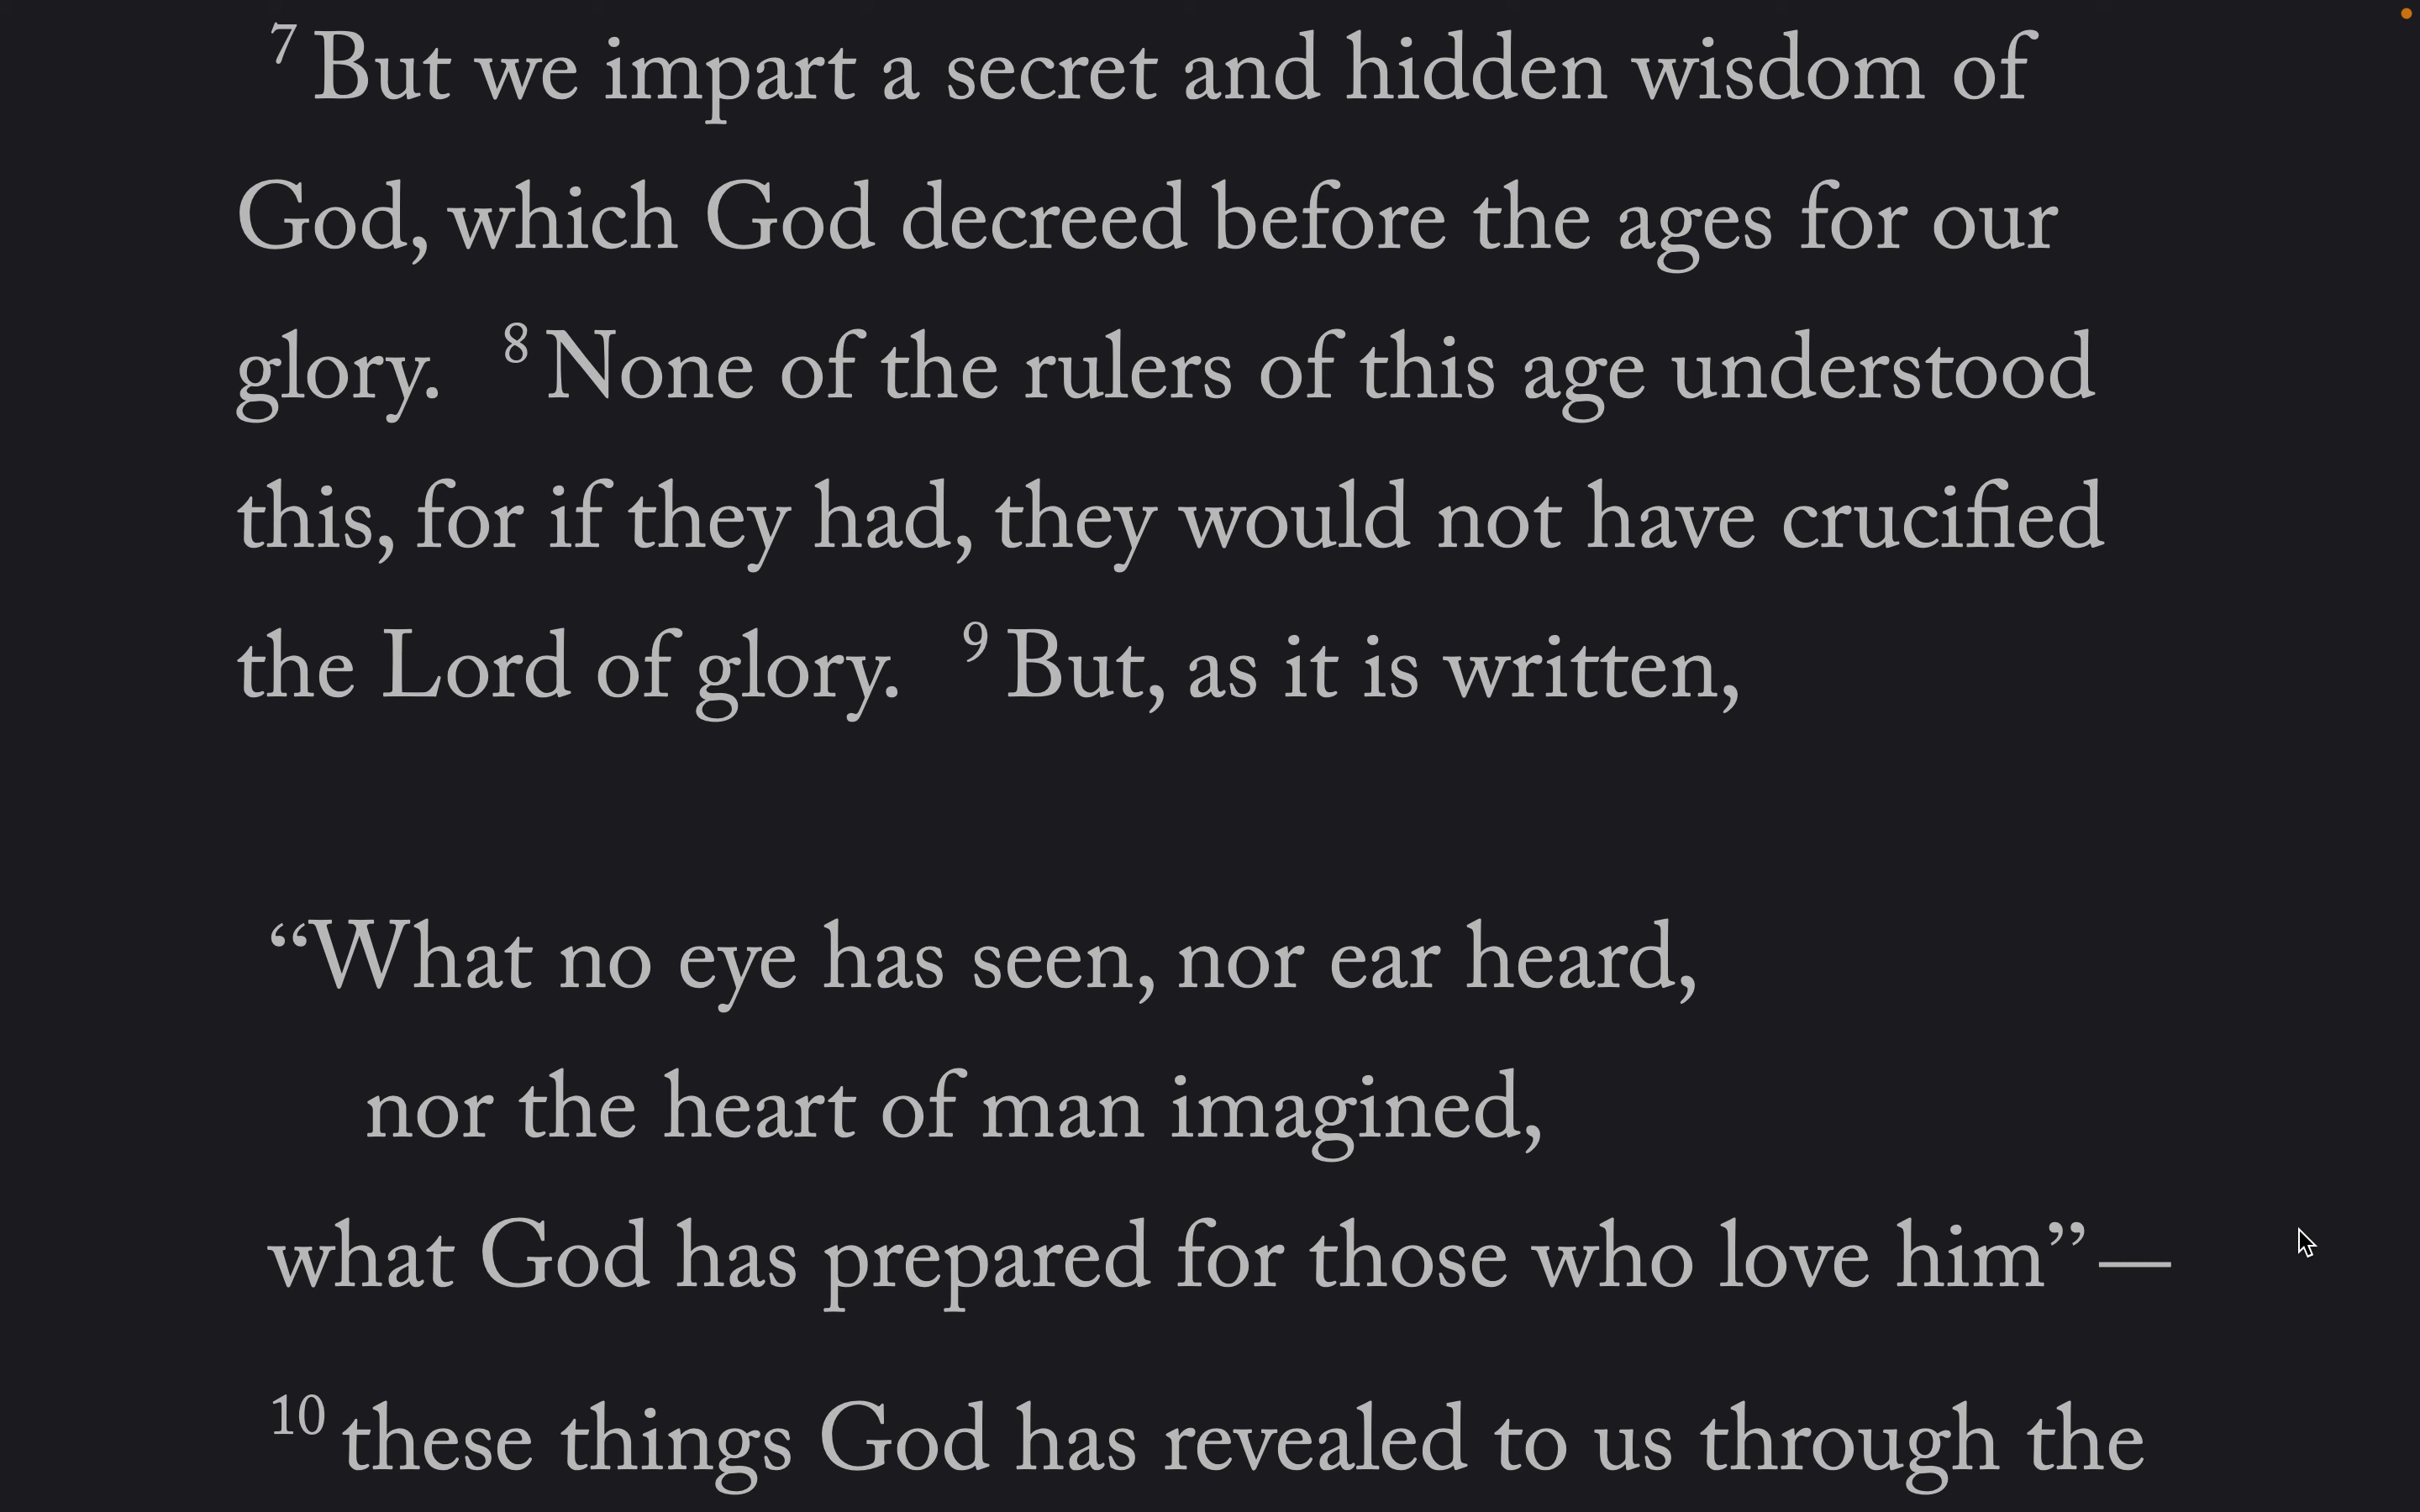 7 But we impart a secret and hidden wisdom of
God, which God decreed before the ages for our
glory. 8 None of the rulers of this age understood
this, for if they had, they would not have crucified
the Lord of glory. 9 But, as it is written,
“What no eye has seen, nor ear heard,
nor the heart of man imagined,
what God has prepared for those who love him”—
10 these things God has revealed to us through the